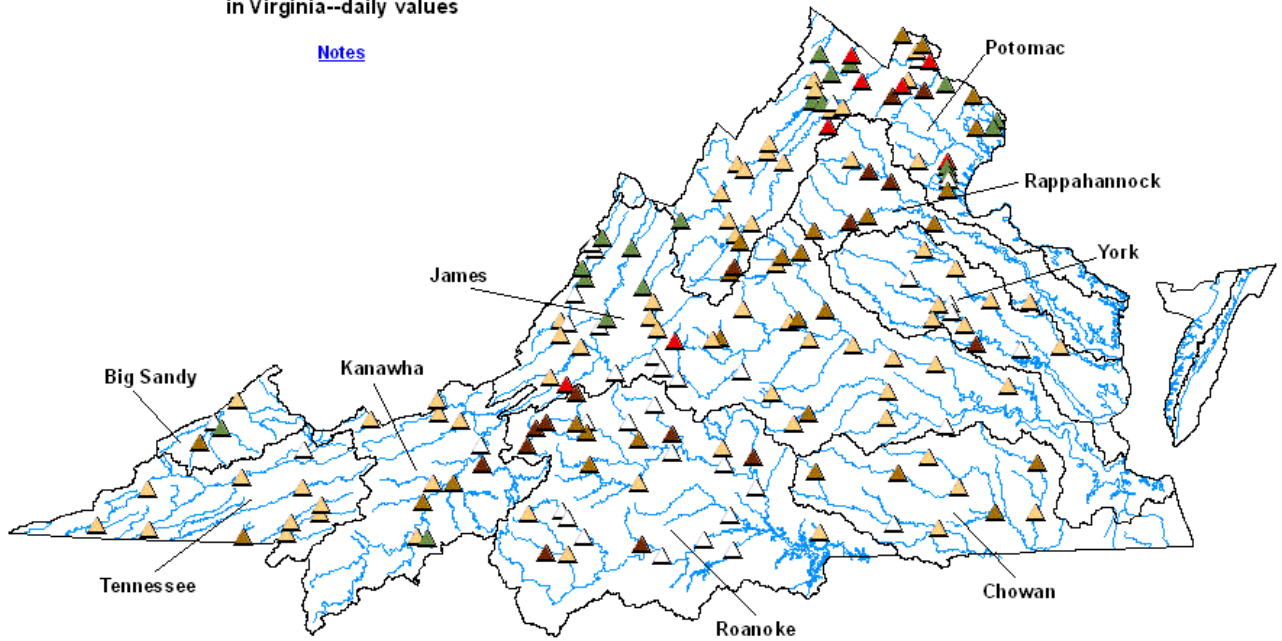 in Virginia--daily values
Notes
Potomac
Rappahannock
York
James
Kanawha
Big Sandy
Tennessee
Chowan
Roanoke